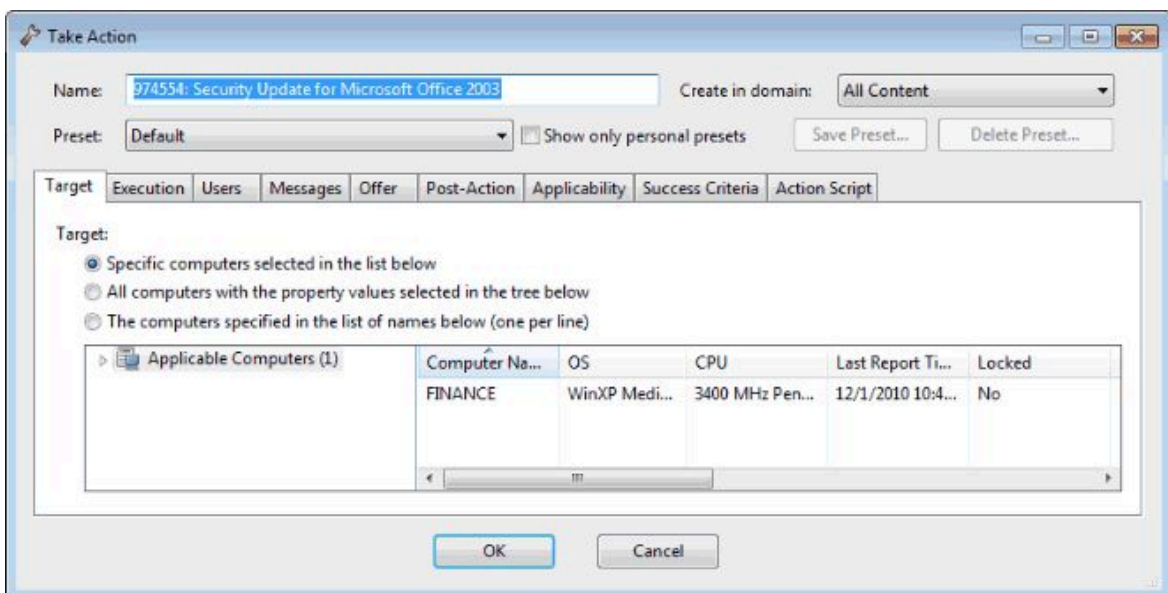 Take Action
Name: 974554: Security Update for Microsoft Office 2003 Create in domain: All Content
Preset: Default Show only personal presets Save Preset... Delete Preset...
Target Execution Users Messages Offer Post-Action Applicability Success Criteria Action Script
Target:
Specific computers selected in the list below
All computers with the property values selected in the tree below
The computers specified in the list of names below (one per line)
Applicable Computers (1) Computer Na... OS CPU Last Report Ti... Locked
FINANCE WinXP Medi... 3400 MHz Pen... 12/1/2010 10:4... No
OK Cancel